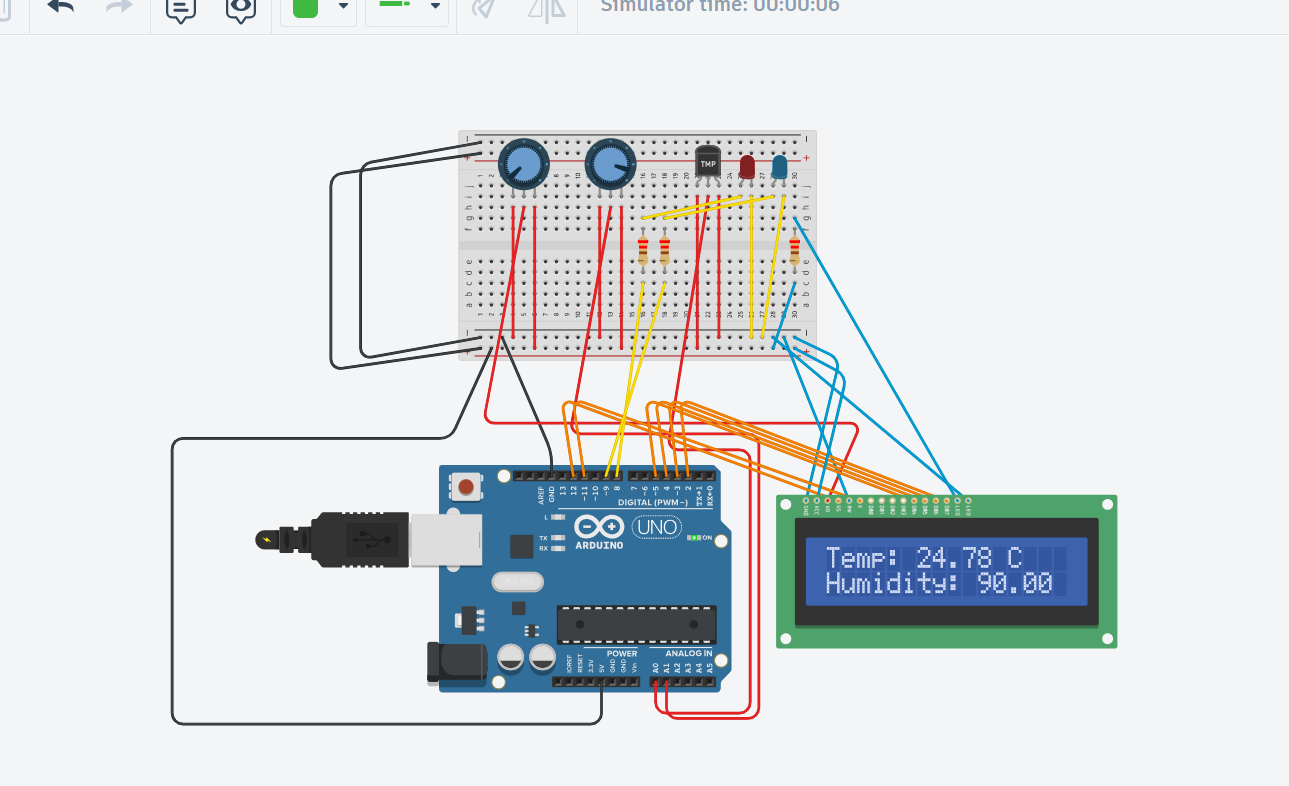 Simulator time: 00:00:06
TMP
AREF
GND
13
12
~11
~10
~9
8
7
~6
~5
4
~3
2
TX→1
RX←0
DIGITAL (PWM~)
L
TX
RX
ARDUINO
UNO
ON
Temp: 24.78 C
Humidity: 90.00
POWER
ANALOG IN
IOREF
RESET
3.3V
5V
GND
GND
Vin
A0
A1
A2
A3
A4
A5